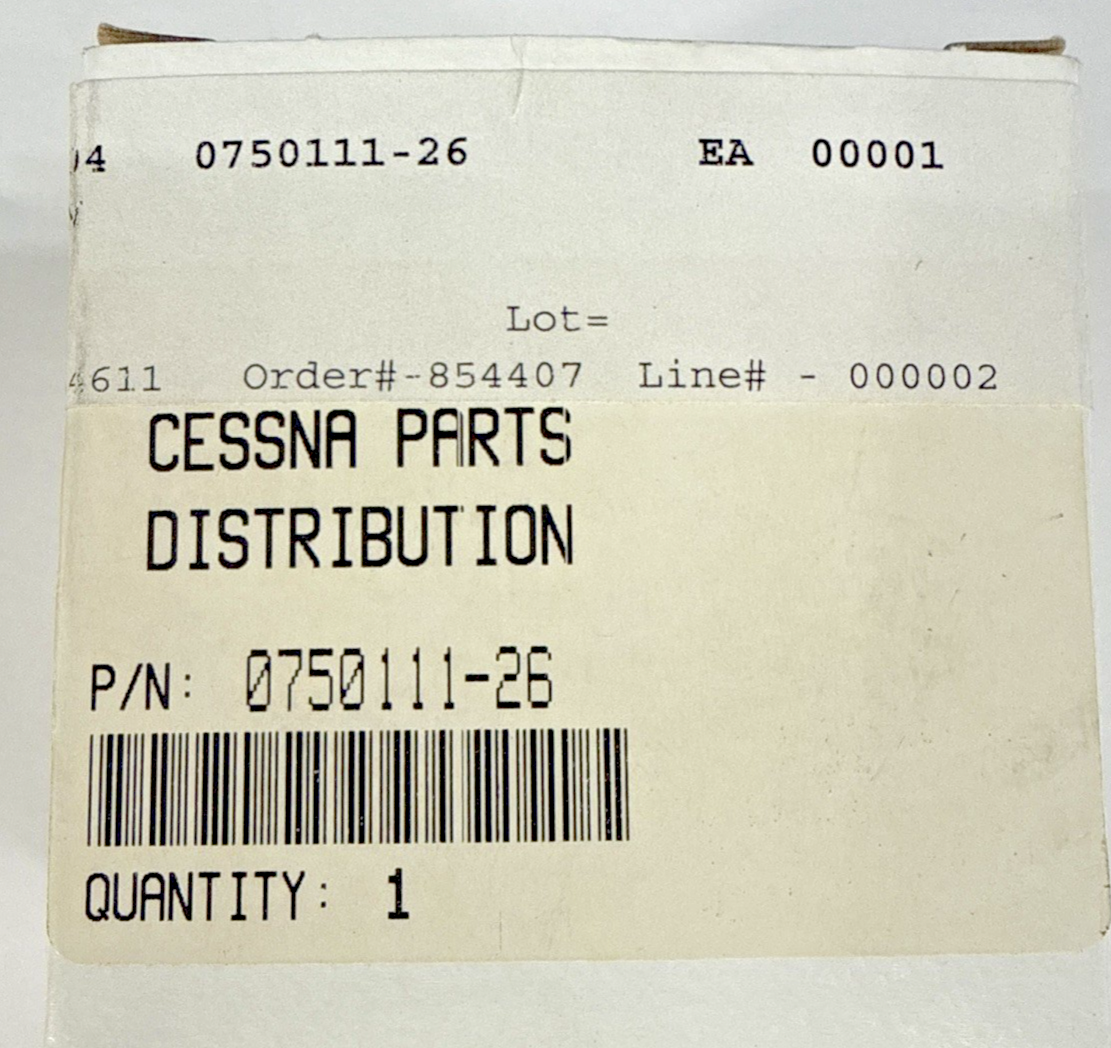 4 0750111-26 EA 00001
Lot=
4611 Order#-854407 Line# - 000002
CESSNA PARTS
DISTRIBUTION
P/N: 0750111-26
QUANTITY: 1